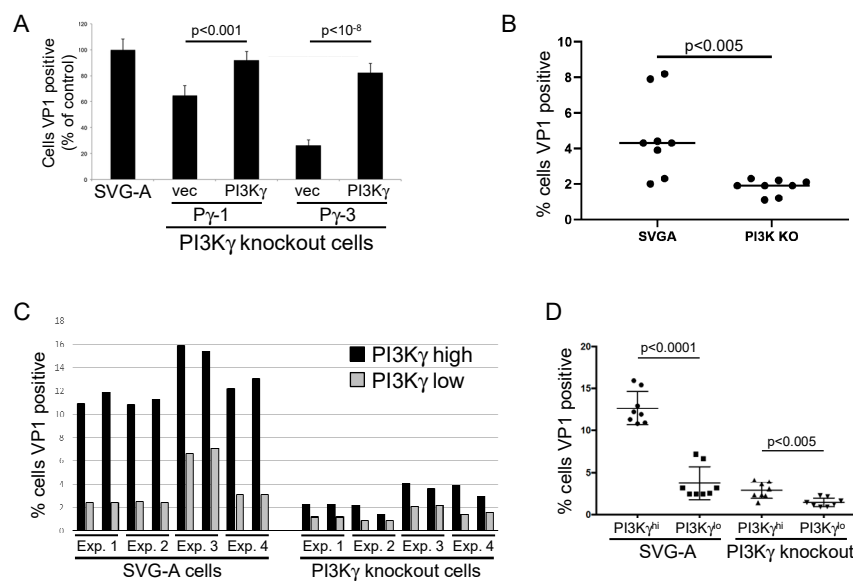 A
Cells VP1 positive
(% of control)
120
100
80
60
40
20
0
p<0.001
p<10-8
SVG-A
vec
PI3Kγ
vec
PI3Kγ
Pγ-1
Pγ-3
PI3Kγ knockout cells
B
% cells VP1 positive
10
8
6
4
2
0
p<0.005
SVGA
PI3K KO
C
% cells VP1 positive
18
16
14
12
10
8
6
4
2
0
PI3Kγ high
PI3Kγ low
Exp. 1
Exp. 2
Exp. 3
Exp. 4
Exp. 1
Exp. 2
Exp. 3
Exp. 4
SVG-A cells
PI3Kγ knockout cells
D
% cells VP1 positive
20
15
10
5
0
p<0.0001
p<0.005
PI3Kγhi
PI3Kγlo
PI3Kγhi
PI3Kγlo
SVG-A
PI3Kγ knockout